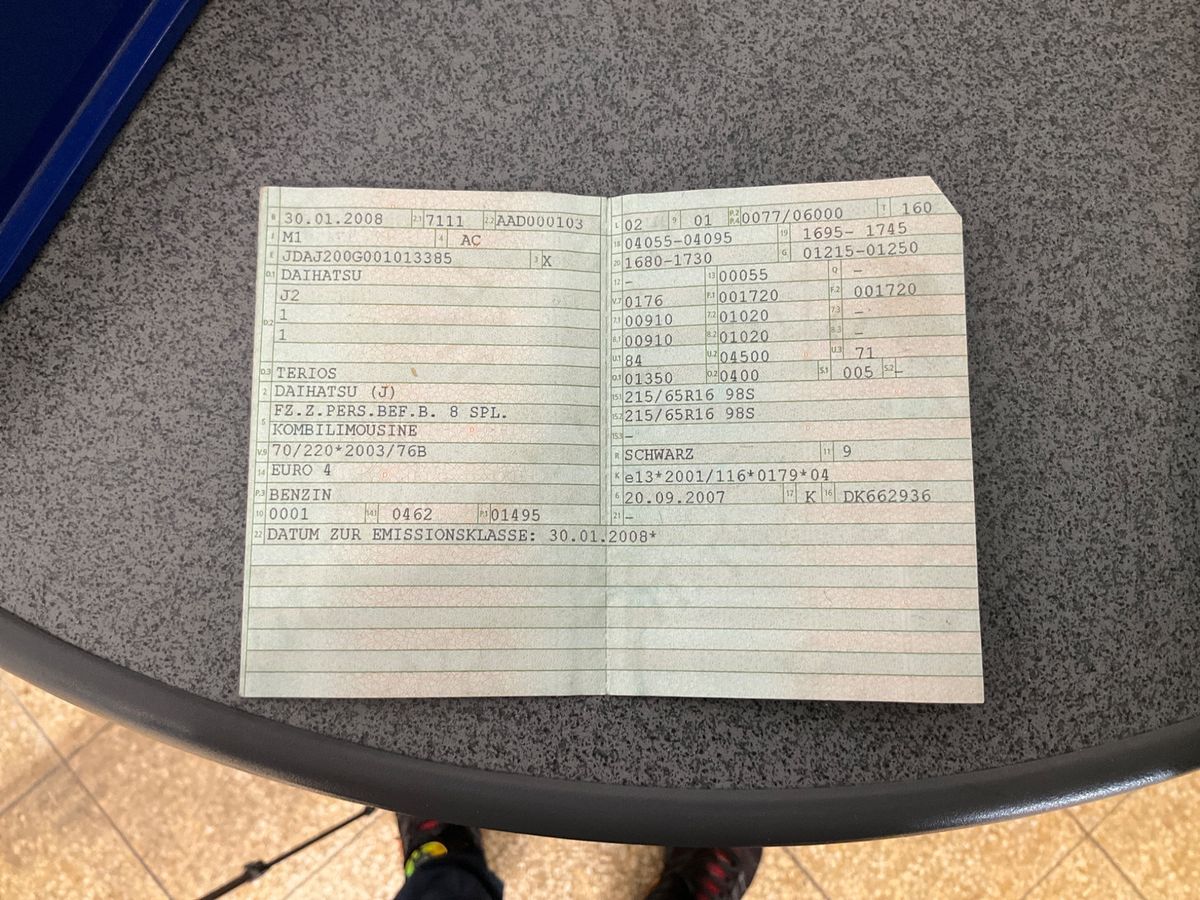 B 30.01.2008 2.1 7111 2.2 AAD000103
J M1 4 AC
E JDAJ200G001013385 3 X
D.1 DAIHATSU
J2
D.2 1
1
D.3 TERIOS
2 DAIHATSU (J)
5 FZ.Z.PERS.BEF.B. 8 SPL.
KOMBILIMOUSINE
V.9 70/220*2003/76B
14 EURO 4
P.3 BENZIN
10 0001 14.1 0462 P.1 01495
22 DATUM ZUR EMISSIONSKLASSE: 30.01.2008*
L 02 9 01 P.2 P.4 0077/06000 T 160
18 04055-04095 19 1695- 1745
20 1680-1730 G 01215-01250
12 - 13 00055 Q -
V.7 0176 F.1 001720 F.2 001720
7.1 00910 7.2 01020 7.3 -
8.1 00910 8.2 01020 8.3 -
U.1 84 U.2 04500 U.3 71
O.1 01350 O.2 0400 S.1 005 S.2 -
15.1 215/65R16 98S
15.2 215/65R16 98S
15.3 -
R SCHWARZ 11 9
K e13*2001/116*0179*04
6 20.09.2007 17 K 16 DK662936
21 -